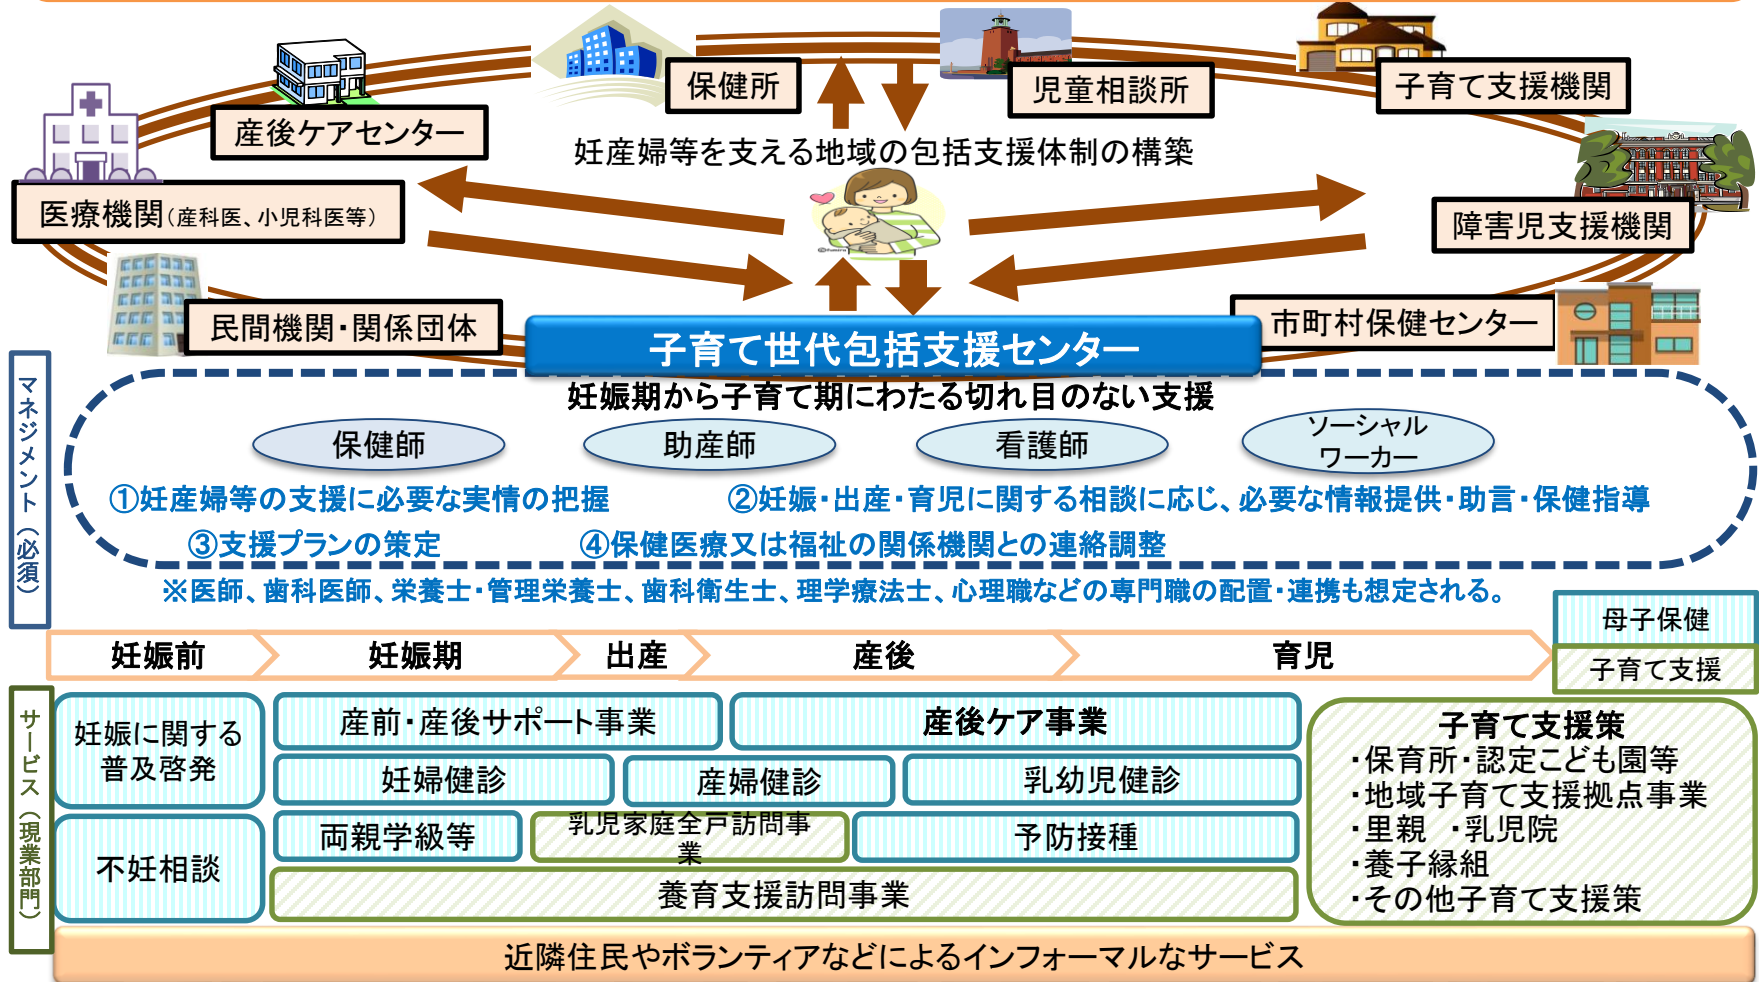 保健所
児童相談所
子育て支援機関
産後ケアセンター
妊産婦等を支える地域の包括支援体制の構築
医療機関(産科医、小児科医等)
障害児支援機関
民間機関・関係団体
市町村保健センター
子育て世代包括支援センター
マネジメント(必須)
妊娠期から子育て期にわたる切れ目のない支援
保健師
助産師
看護師
ソーシャル
ワーカー
①妊産婦等の支援に必要な実情の把握
②妊娠・出産・育児に関する相談に応じ、必要な情報提供・助言・保健指導
③支援プランの策定
④保健医療又は福祉の関係機関との連絡調整
※医師、歯科医師、栄養士・管理栄養士、歯科衛生士、理学療法士、心理職などの専門職の配置・連携も想定される。
母子保健
子育て支援
妊娠前
妊娠期
出産
産後
育児
サービス(現業部門)
妊娠に関する
普及啓発
産前・産後サポート事業
産後ケア事業
妊婦健診
産婦健診
乳幼児健診
不妊相談
両親学級等
乳児家庭全戸訪問事
業
予防接種
養育支援訪問事業
子育て支援策
・保育所・認定こども園等
・地域子育て支援拠点事業
・里親 ・乳児院
・養子縁組
・その他子育て支援策
近隣住民やボランティアなどによるインフォーマルなサービス